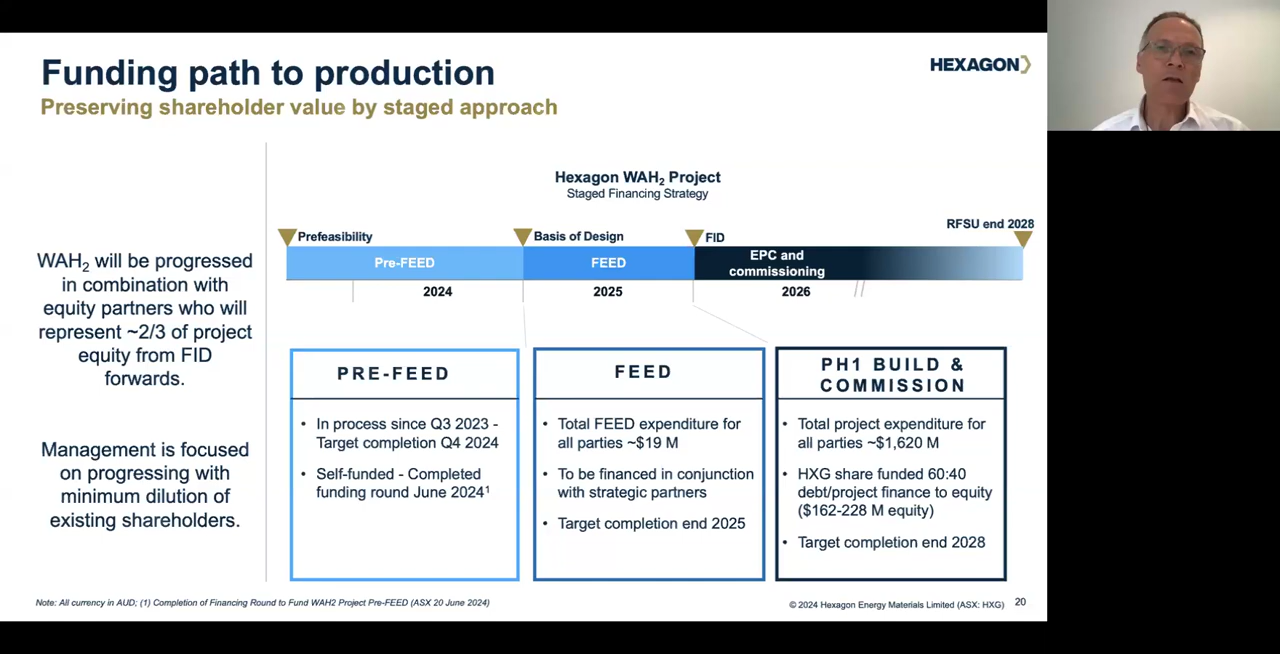 Funding path to production
HEXAGON
Preserving shareholder value by staged approach
Hexagon WAH₂ Project
Staged Financing Strategy
RFSU end 2028
Prefeasibility
Basis of Design
FID
Pre-FEED
FEED
EPC and
commissioning
2024
2025
2026
WAH₂ will be progressed
in combination with
equity partners who will
represent ~2/3 of project
equity from FID
forwards.
Management is focused
on progressing with
minimum dilution of
existing shareholders.
PRE-FEED
• In process since Q3 2023 -
Target completion Q4 2024
• Self-funded - Completed
funding round June 2024¹
FEED
• Total FEED expenditure for
all parties ~$19 M
• To be financed in conjunction
with strategic partners
• Target completion end 2025
PH1 BUILD &
COMMISSION
• Total project expenditure for
all parties ~$1,620 M
• HXG share funded 60:40
debt/project finance to equity
($162-228 M equity)
• Target completion end 2028
Note: All currency in AUD; (1) Completion of Financing Round to Fund WAH2 Project Pre-FEED (ASX 20 June 2024)
© 2024 Hexagon Energy Materials Limited (ASX: HXG) 20